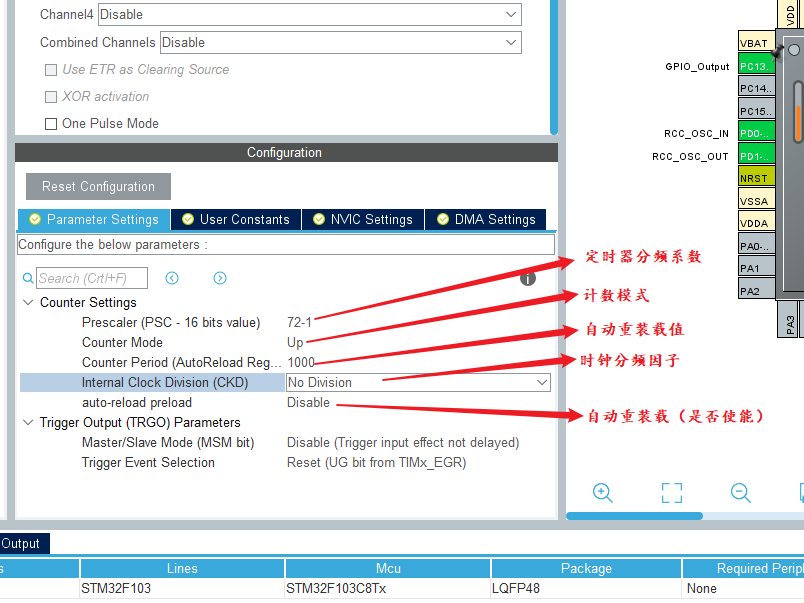 Channel4 Disable
Combined Channels Disable
Use ETR as Clearing Source
XOR activation
One Pulse Mode
Configuration
Reset Configuration
Parameter Settings User Constants NVIC Settings DMA Settings
Configure the below parameters :
Search (Crtl+F)
Counter Settings
Prescaler (PSC - 16 bits value) 72-1
Counter Mode Up
Counter Period (AutoReload Reg... 1000
Internal Clock Division (CKD) No Division
auto-reload preload Disable
Trigger Output (TRGO) Parameters
Master/Slave Mode (MSM bit) Disable (Trigger input effect not delayed)
Trigger Event Selection Reset (UG bit from TIMx_EGR)
定时器分频系数
计数模式
自动重装载值
时钟分频因子
自动重装载（是否使能）
VDD
VBAT
GPIO_Output PC13..
PC14..
PC15..
RCC_OSC_IN PD0-..
RCC_OSC_OUT PD1-..
NRST
VSSA
VDDA
PA0-..
PA1
PA2
PA3
Output
s Lines Mcu Package Required Periph
STM32F103 STM32F103C8Tx LQFP48 None